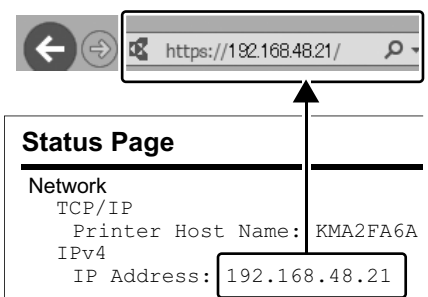 https://192.168.48.21/
Status Page
Network
TCP/IP
Printer Host Name: KMA2FA6A
IPv4
IP Address: 192.168.48.21